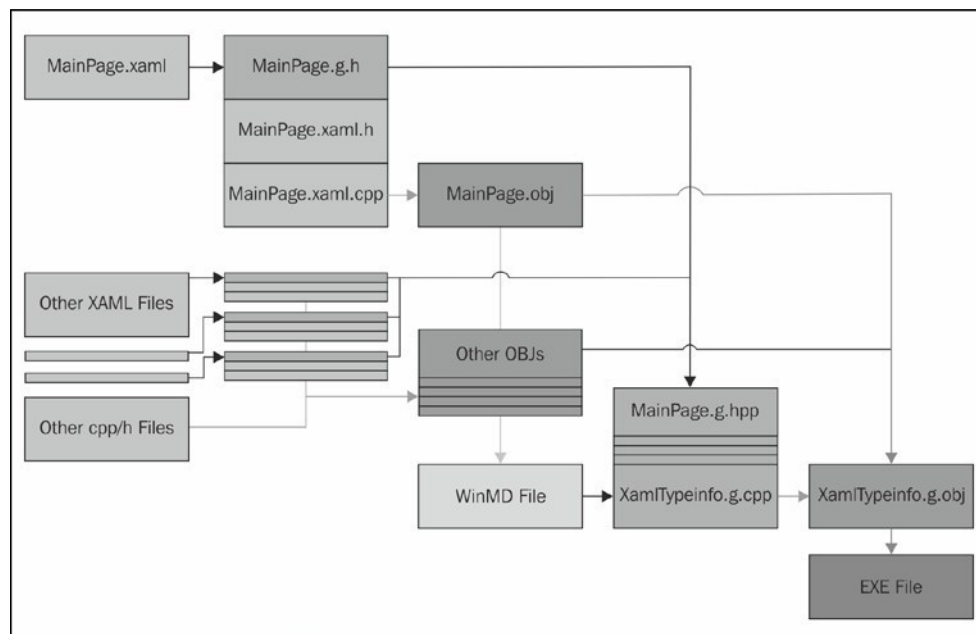 MainPage.xaml
MainPage.g.h
MainPage.xaml.h
MainPage.xaml.cpp
MainPage.obj
Other XAML Files
Other OBJs
Other cpp/h Files
MainPage.g.hpp
WinMD File
XamlTypeinfo.g.cpp
XamlTypeinfo.g.obj
EXE File